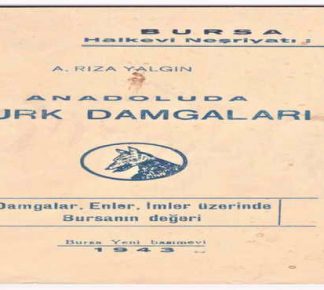 BURSA
Halkevi Neşriyatı :
A. RIZA YALGIN
ANADOLUDA
URK DAMGALARI
Damgalar, Enler, İmler üzerinde
Bursanın değeri
Bursa Yeni basımevi
1943